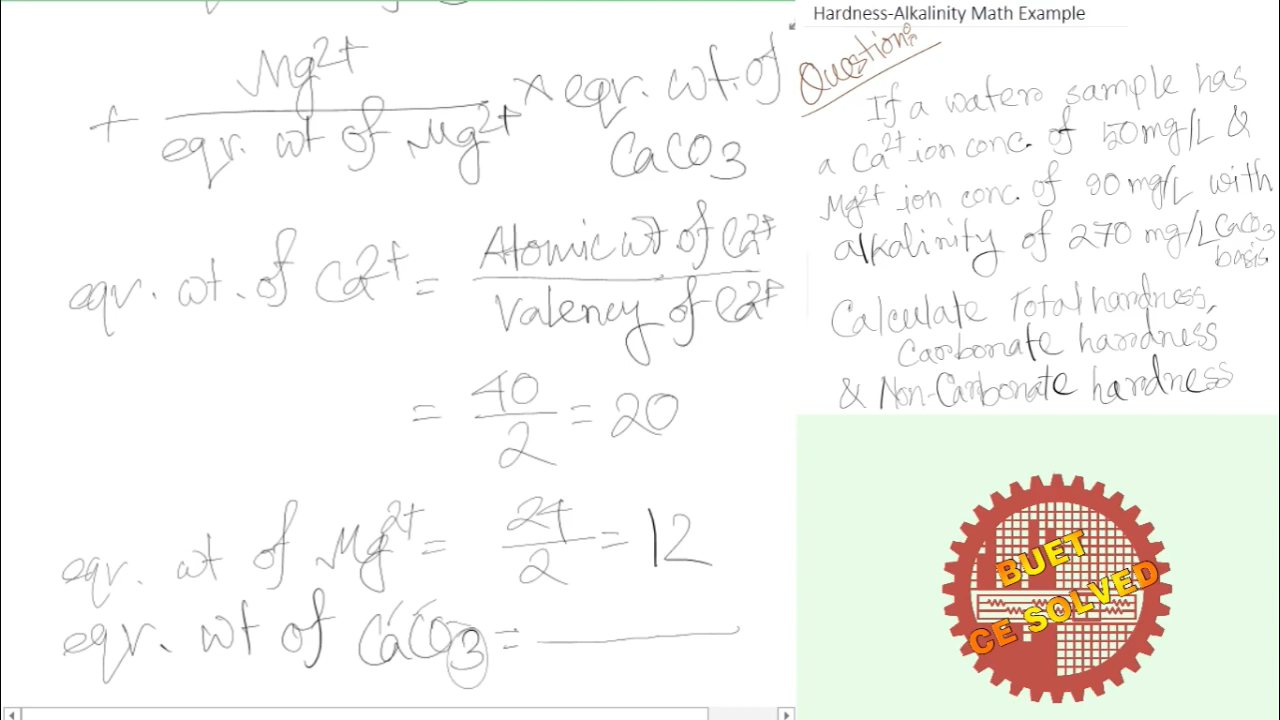 Mg2+
+ ――― × eqv. wt. of
eqv. wt of Mg2+ CaCO3
eqv. wt. of Ca2+ = Atomic wt of Ca2+
Valency of Ca2+
= 40/2 = 20
eqv. wt of Mg2+ = 24/2 = 12
eqv. wt of CaCO3 = ―――
Hardness-Alkalinity Math Example
Question:
If a water sample has
a Ca2+ ion conc. of 50mg/L &
Mg2+ ion conc. of 90 mg/L with
alkalinity of 270 mg/L CaCO3
basis.
Calculate Total hardness,
Carbonate hardness
& Non-Carbonate hardness
BUET
CE SOLVED